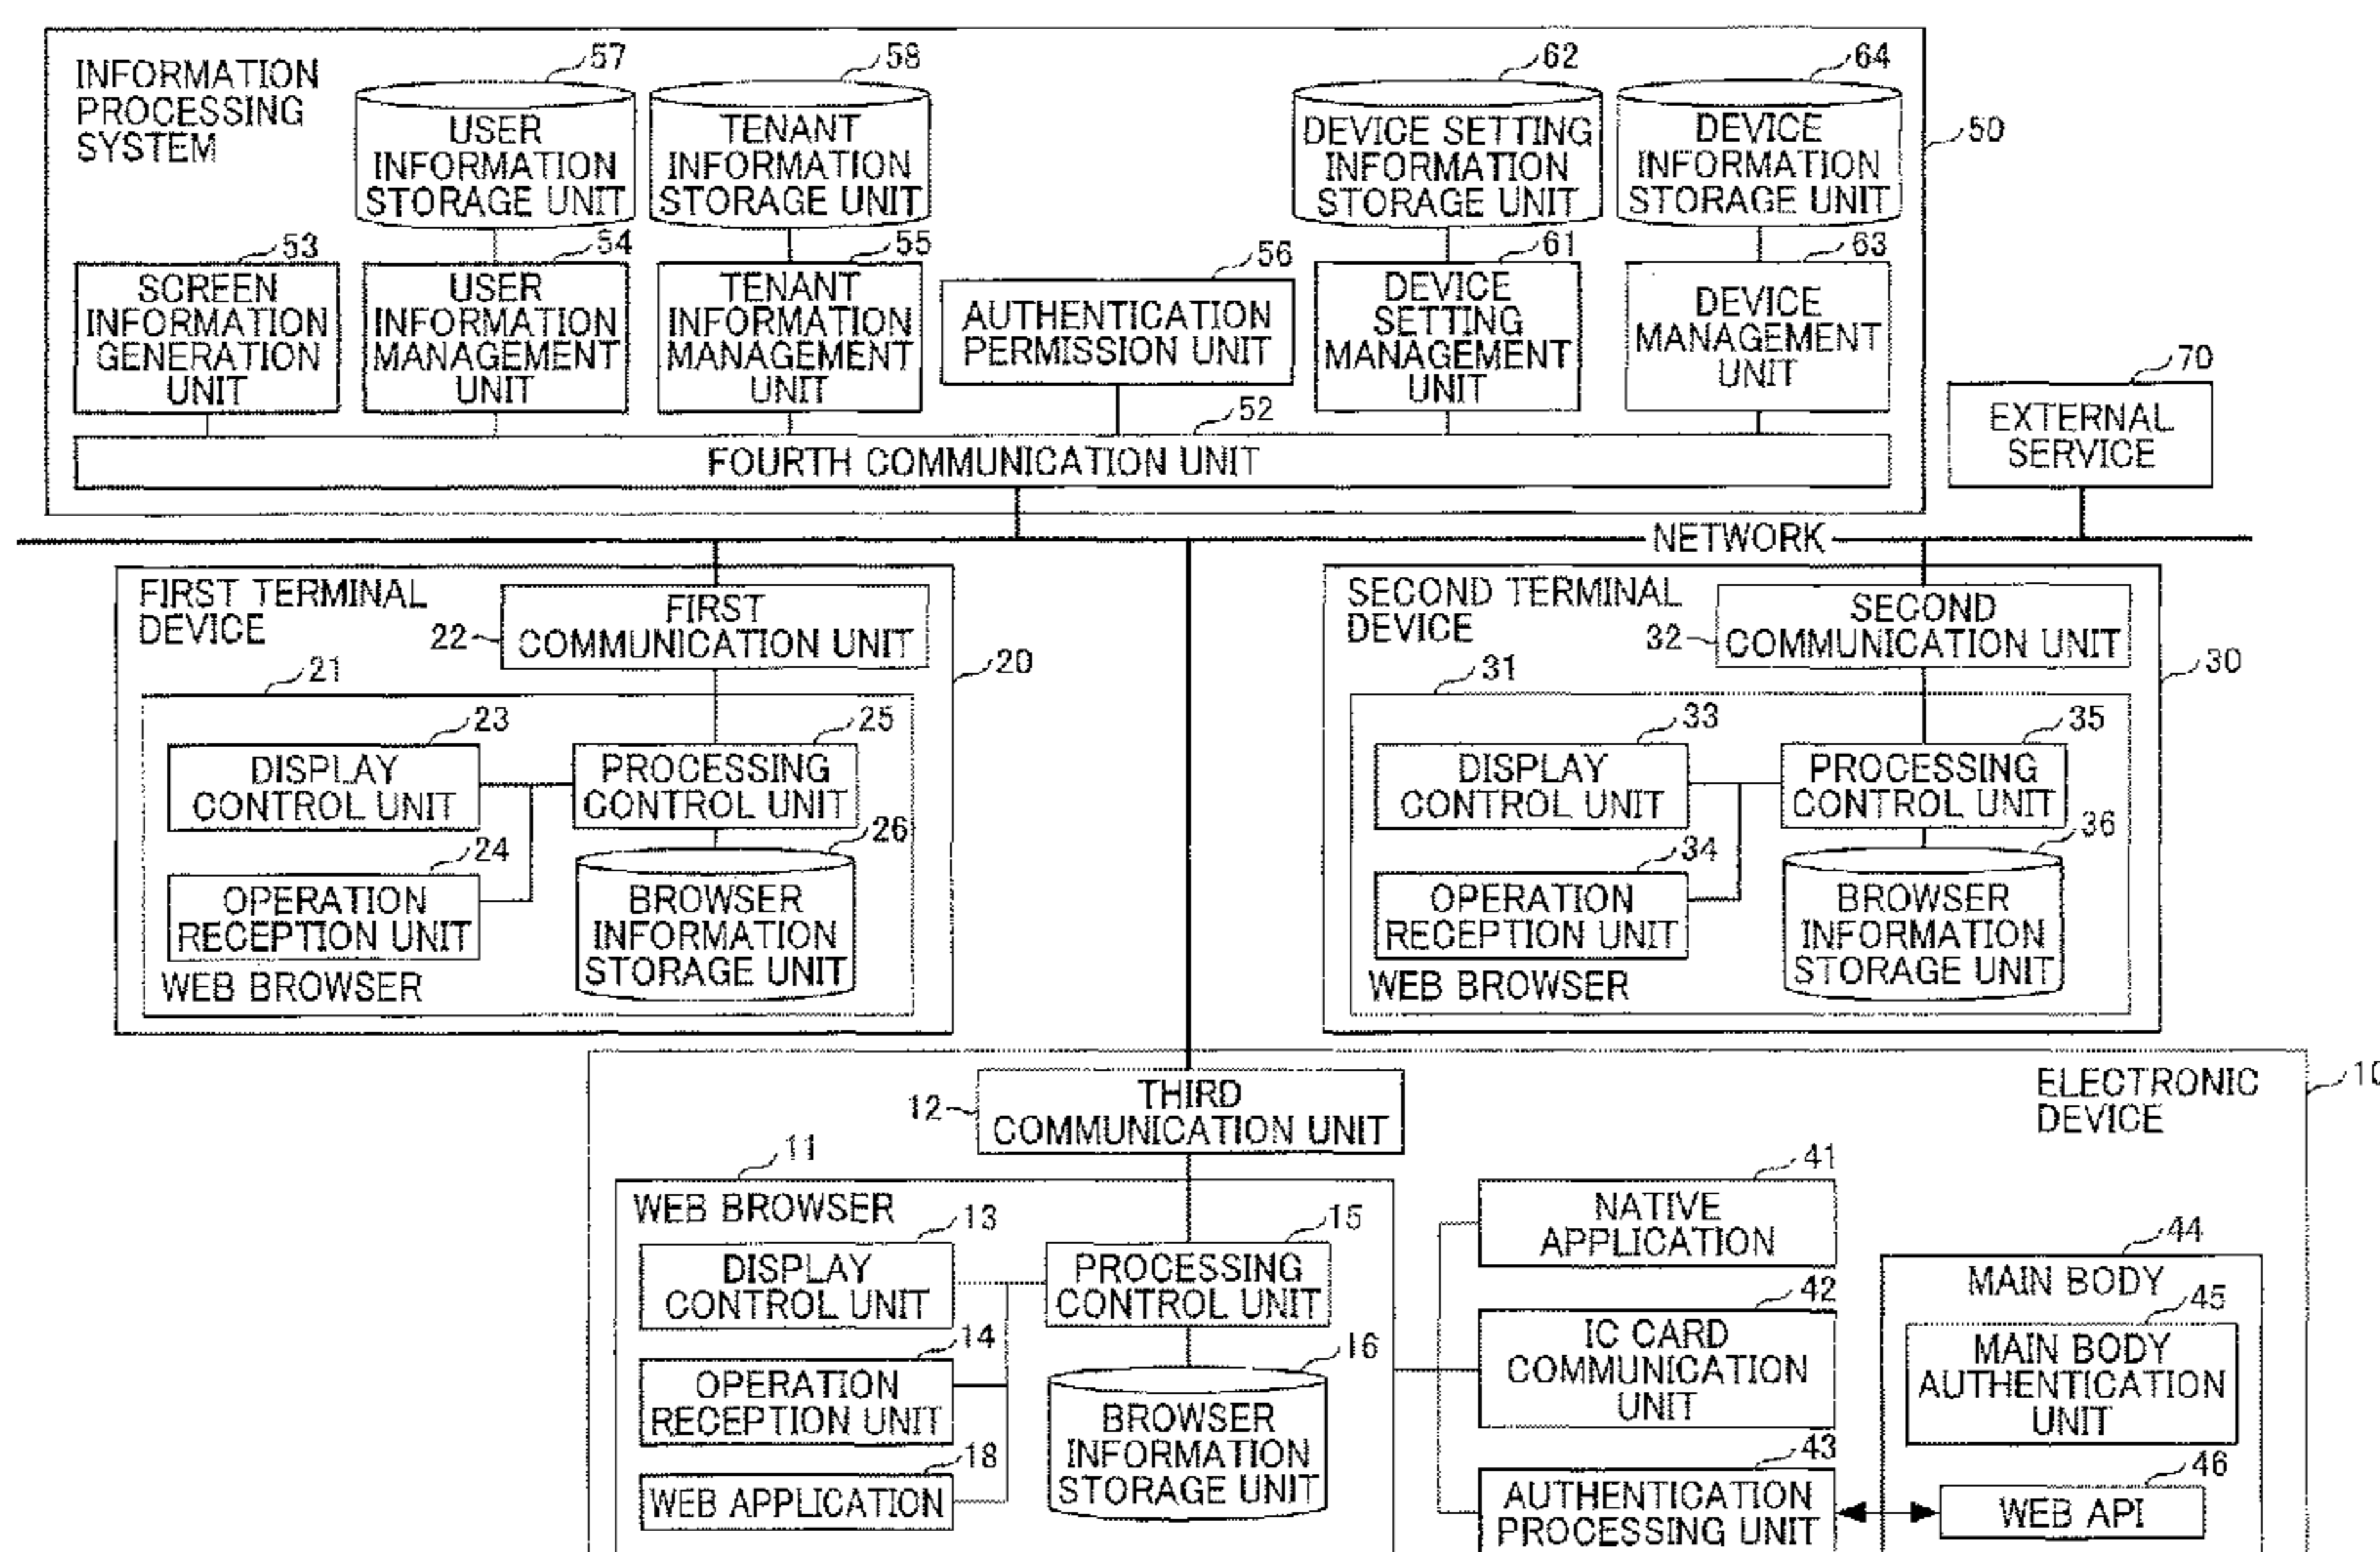 INFORMATION
PROCESSING
SYSTEM
57
58
62
64
USER
INFORMATION
STORAGE UNIT
TENANT
INFORMATION
STORAGE UNIT
DEVICE SETTING
INFORMATION
STORAGE UNIT
DEVICE
INFORMATION
STORAGE UNIT
50
53
54
55
56
61
63
SCREEN
INFORMATION
GENERATION
UNIT
USER
INFORMATION
MANAGEMENT
UNIT
TENANT
INFORMATION
MANAGEMENT
UNIT
AUTHENTICATION
PERMISSION UNIT
DEVICE
SETTING
MANAGEMENT
UNIT
DEVICE
MANAGEMENT
UNIT
70
EXTERNAL
SERVICE
52
FOURTH COMMUNICATION UNIT
NETWORK
FIRST TERMINAL
DEVICE
22
FIRST
COMMUNICATION UNIT
20
21
23
DISPLAY
CONTROL UNIT
25
PROCESSING
CONTROL UNIT
24
OPERATION
RECEPTION UNIT
26
BROWSER
INFORMATION
STORAGE UNIT
WEB BROWSER
SECOND TERMINAL
DEVICE
32
SECOND
COMMUNICATION UNIT
30
31
33
DISPLAY
CONTROL UNIT
35
PROCESSING
CONTROL UNIT
34
OPERATION
RECEPTION UNIT
36
BROWSER
INFORMATION
STORAGE UNIT
WEB BROWSER
ELECTRONIC
DEVICE
10
12
THIRD
COMMUNICATION UNIT
11
WEB BROWSER
13
DISPLAY
CONTROL UNIT
15
PROCESSING
CONTROL UNIT
14
OPERATION
RECEPTION UNIT
16
BROWSER
INFORMATION
STORAGE UNIT
18
WEB APPLICATION
41
NATIVE
APPLICATION
42
IC CARD
COMMUNICATION
UNIT
43
AUTHENTICATION
PROCESSING UNIT
44
MAIN BODY
45
MAIN BODY
AUTHENTICATION
UNIT
46
WEB API